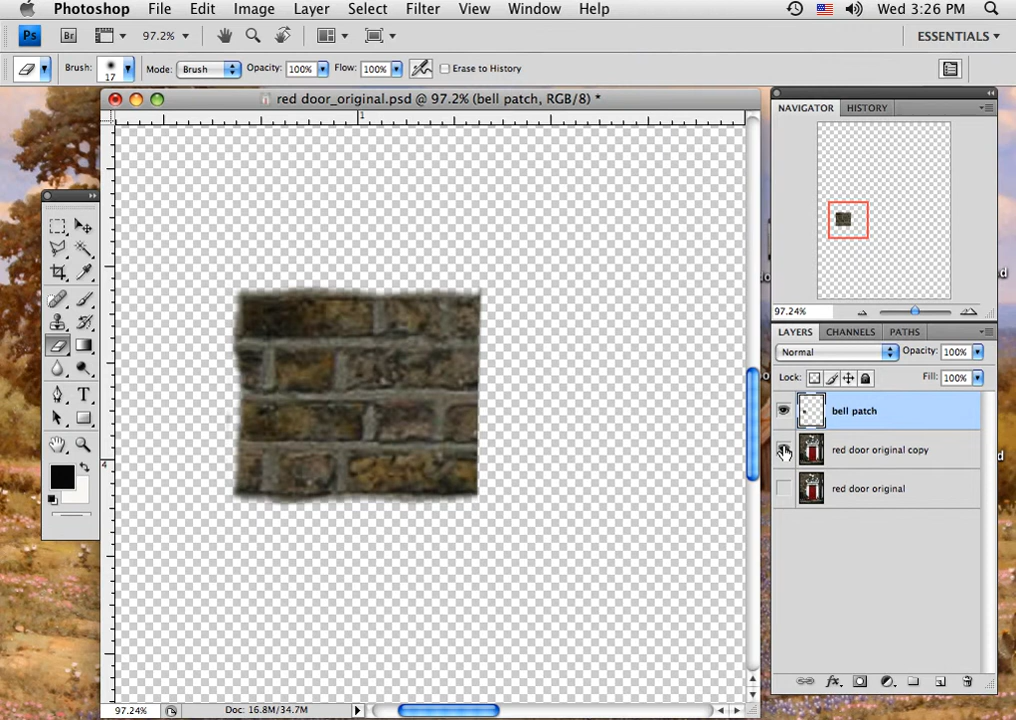 Photoshop File Edit Image Layer Select Filter View Window Help Wed 3:26 PM
Ps Br 97.2% ESSENTIALS
Brush: 17 Mode: Brush Opacity: 100% Flow: 100% Erase to History
red door_original.psd @ 97.2% (bell patch, RGB/8) *
1
4
NAVIGATOR HISTORY
97.24%
LAYERS CHANNELS PATHS
Normal Opacity: 100%
Lock: Fill: 100%
bell patch
red door original copy
red door original
T
fx
97.24% Doc: 16.8M/34.7M